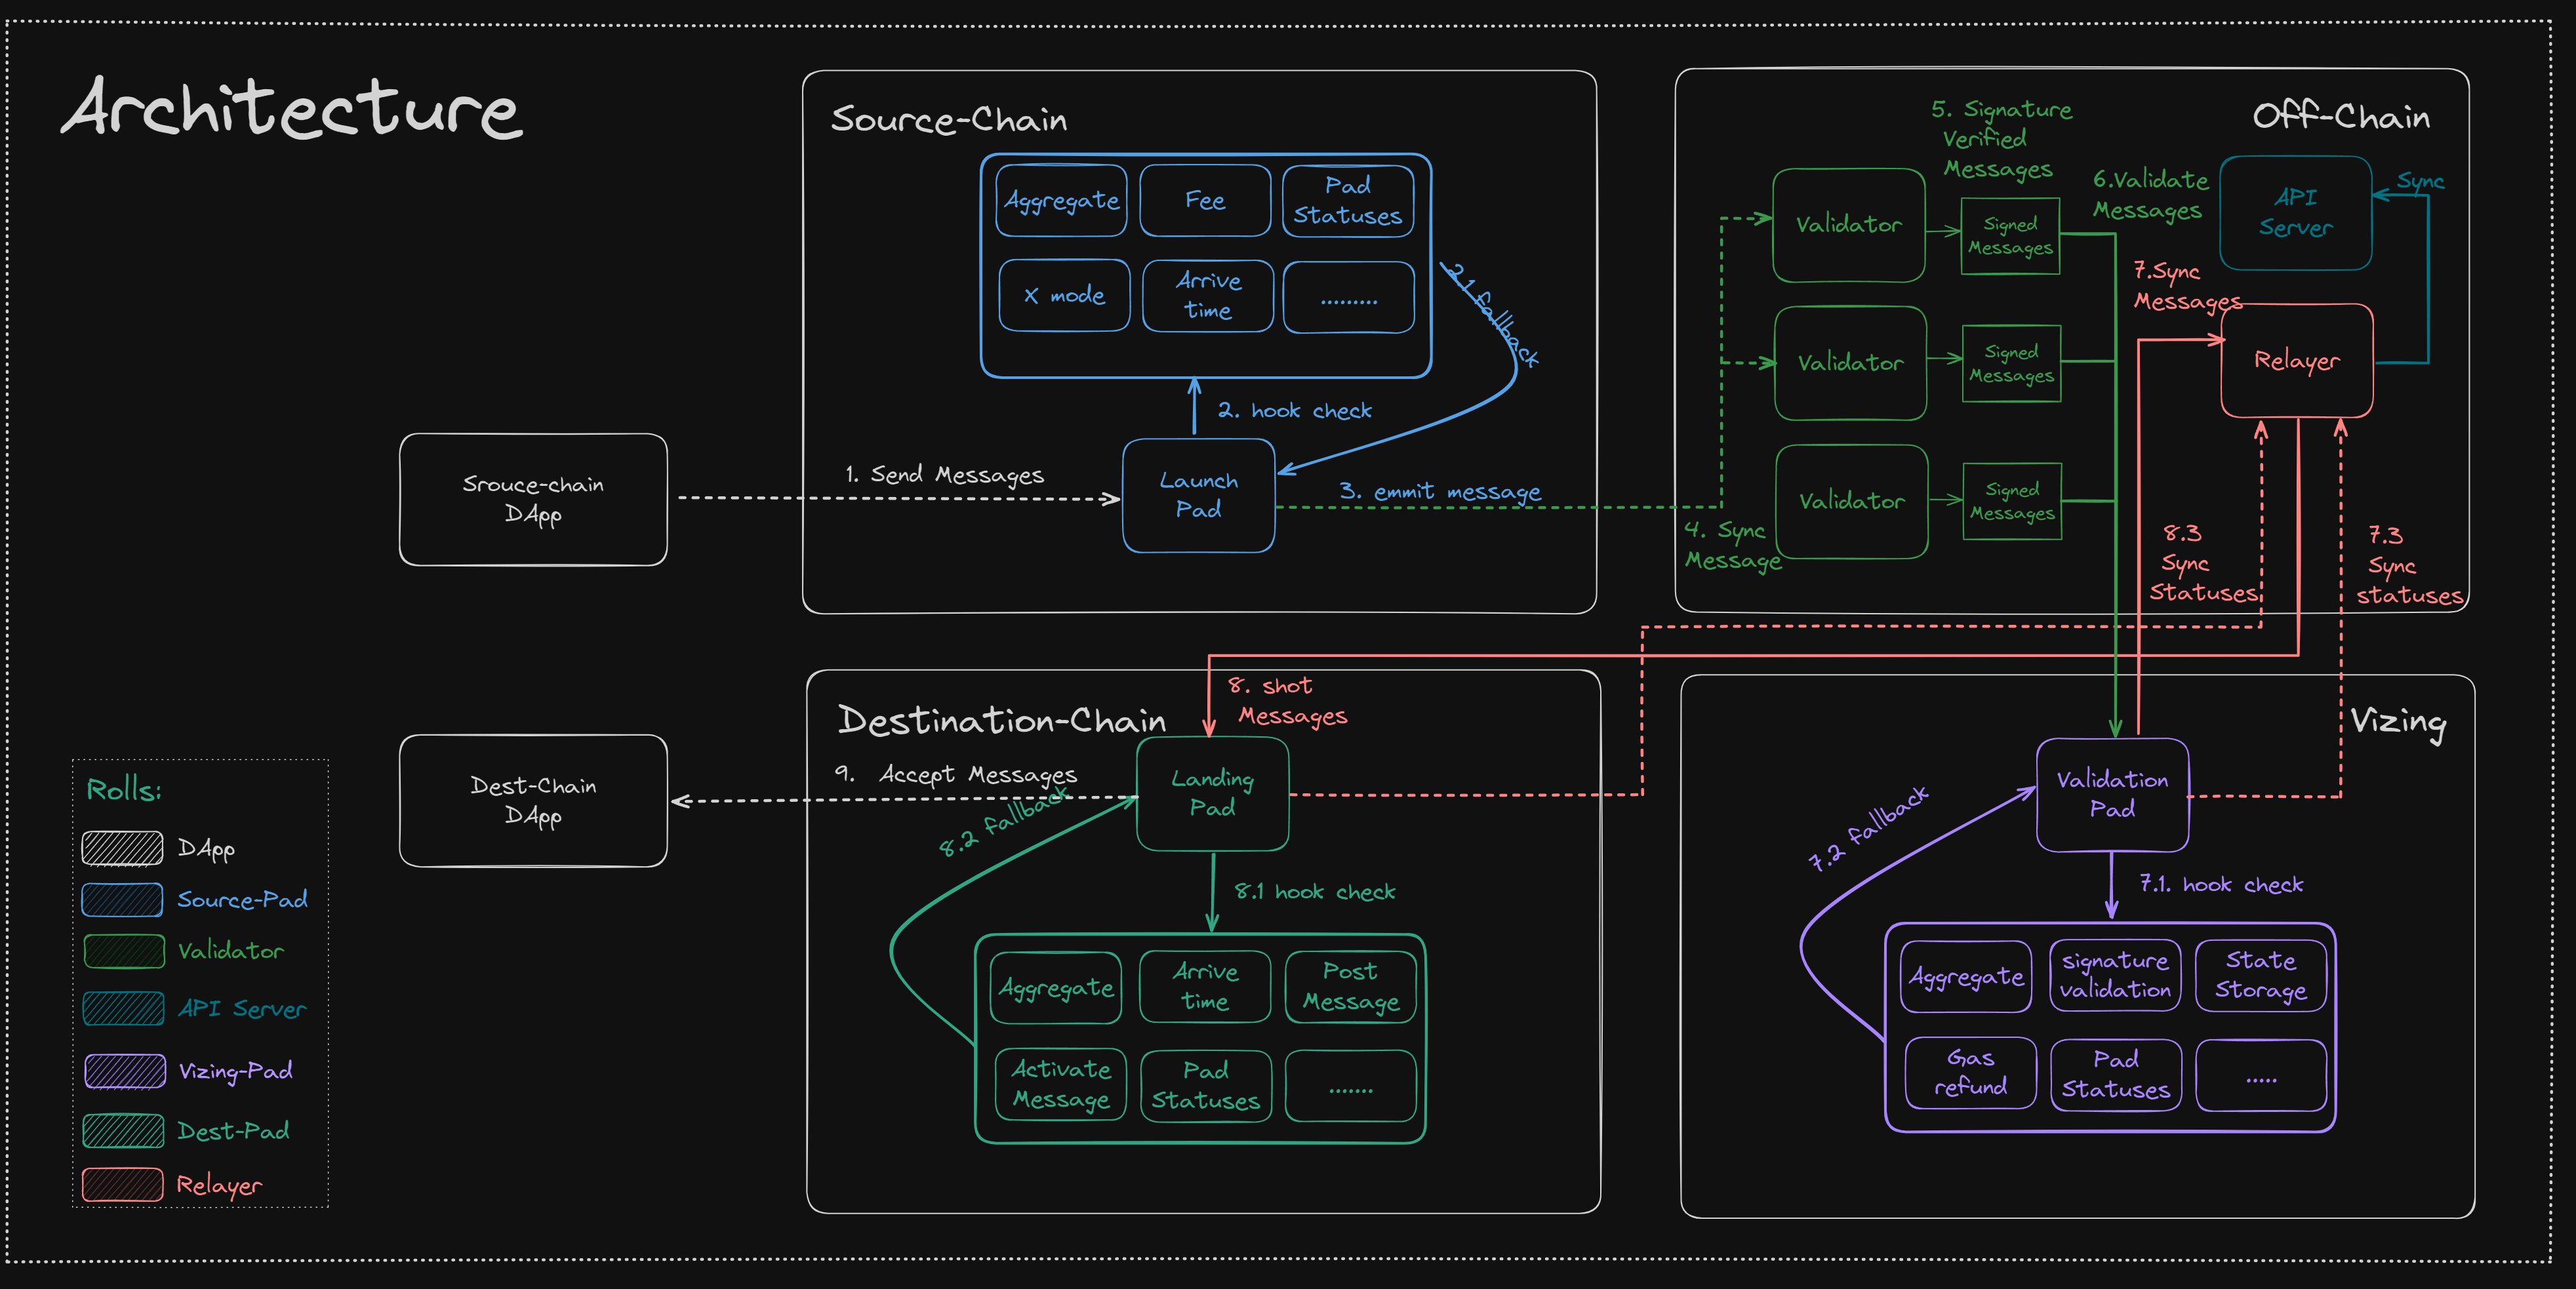 Architecture
Source-Chain
Aggregate
Fee
Pad
Statuses
X mode
Arrive
time
.........
2.1 fallback
2. hook check
Launch
Pad
1. Send Messages
3. emmit message
Srouce-chain
DApp
Off-Chain
5. Signature
Verified
Messages
6.Validate
Messages
Validator
Signed
Messages
Validator
Signed
Messages
Validator
Signed
Messages
4. Sync
Message
API
Server
Sync
7.Sync
Messages
Relayer
8.3
Sync
Statuses
7.3
Sync
statuses
Destination-Chain
8. shot
Messages
9. Accept Messages
Landing
Pad
8.2 fallback
8.1 hook check
Aggregate
Arrive
time
Post
Message
Activate
Message
Pad
Statuses
.......
Dest-Chain
DApp
Vizing
Validation
Pad
7.2 fallback
7.1. hook check
Aggregate
signature
validation
State
Storage
Gas
refund
Pad
Statuses
.....
Rolls:
DApp
Source-Pad
Validator
API Server
Vizing-Pad
Dest-Pad
Relayer